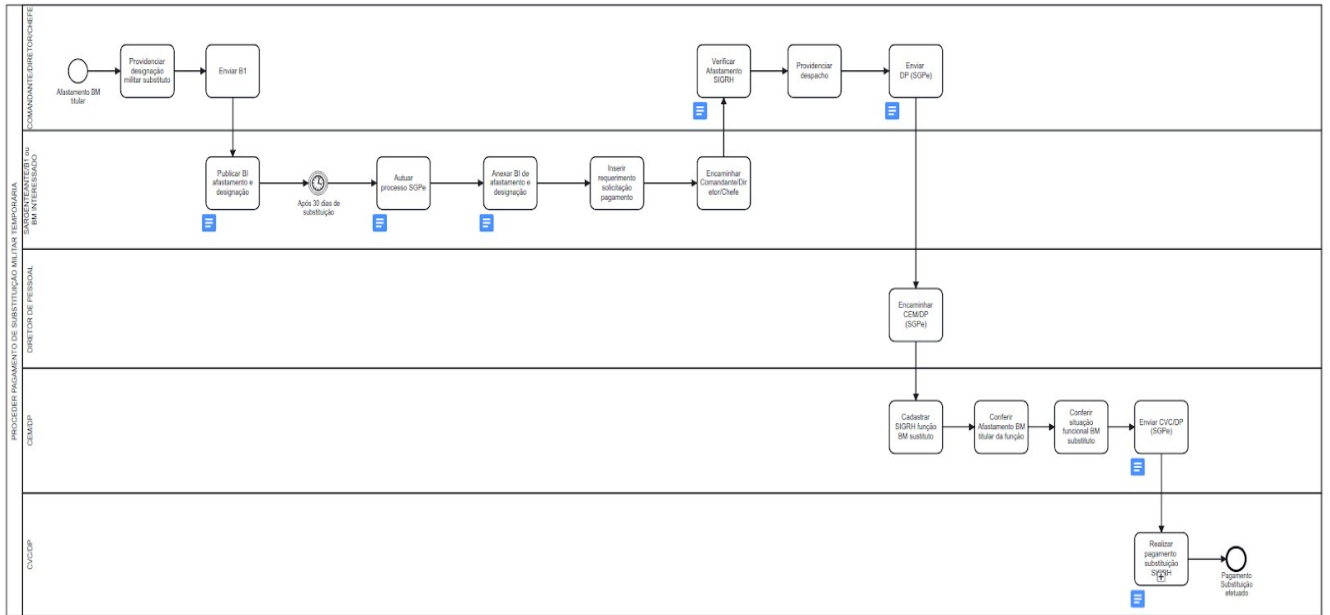 PROCEDER PAGAMENTO DE SUBSTITUIÇÃO MILITAR TEMPORÁRIA
COMANDANTE/DIRETOR/CHEFE
Afastamento BM
titular
Providenciar
designação
militar substituto
Enviar B1
Verificar
Afastamento
SIGRH
Providenciar
despacho
Enviar
DP (SGPe)
SARGENTEANTE/B1 ou
BM INTERESSADO
Publicar BI
afastamento e
designação
Após 30 dias de
substituição
Autuar
processo SGPe
Anexar BI de
afastamento e
designação
Inserir
requerimento
solicitação
pagamento
Encaminhar
Comandante/Dir
etor/Chefe
DIRETOR DE PESSOAL
Encaminhar
CEM/DP
(SGPe)
CEM/DP
Cadastrar
SIGRH função
BM sustituto
Conferir
Afastamento BM
titular da função
Conferir
situação
funcional BM
substituto
Enviar CVC/DP
(SGPe)
CVC/DP
Realizar
pagamento
substituição
SIGRH
Pagamento
Substituição
efetuado